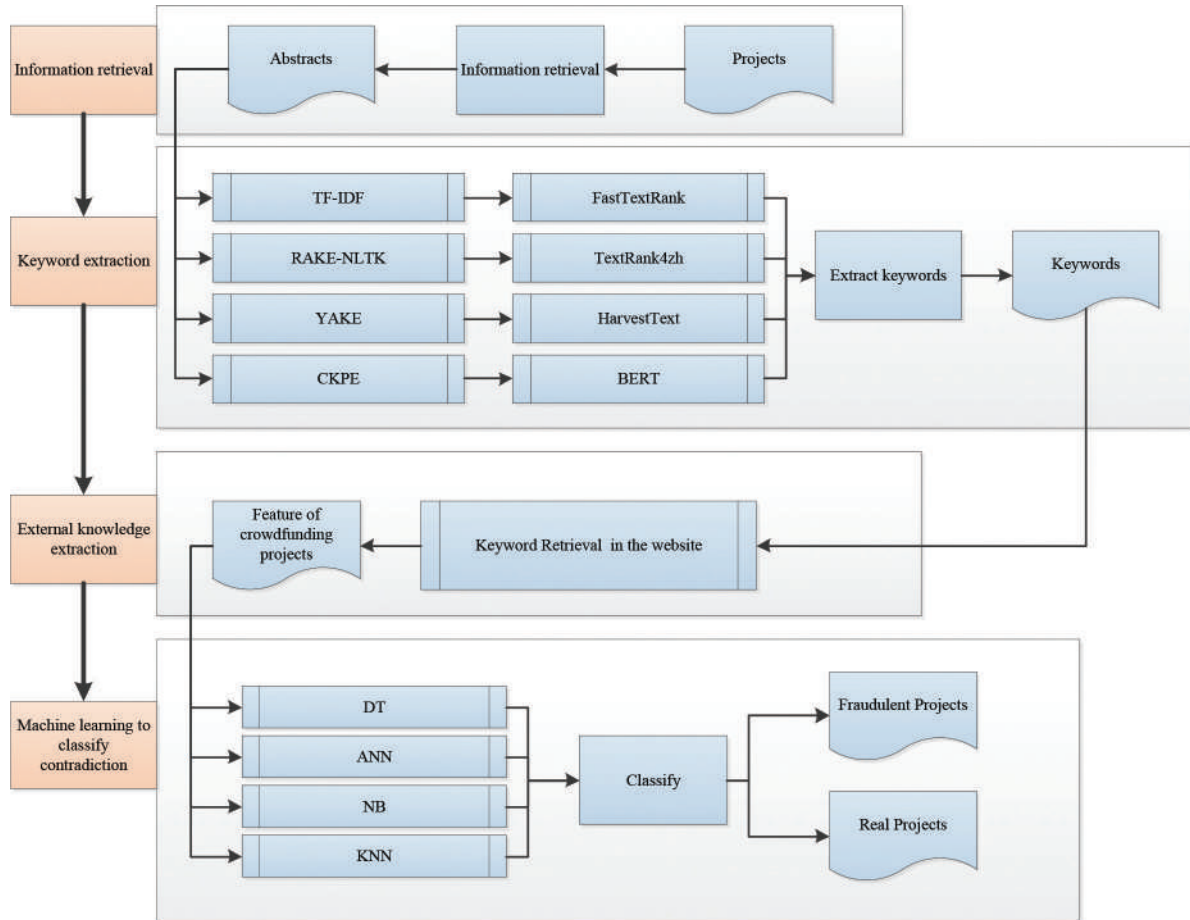 Information retrieval
Abstracts
Information retrieval
Projects
Keyword extraction
TF-IDF
FastTextRank
RAKE-NLTK
TextRank4zh
YAKE
HarvestText
CKPE
BERT
Extract keywords
Keywords
External knowledge
extraction
Feature of
crowdfunding
projects
Keyword Retrieval in the website
Machine learning to
classify
contradiction
DT
ANN
NB
KNN
Classify
Fraudulent Projects
Real Projects